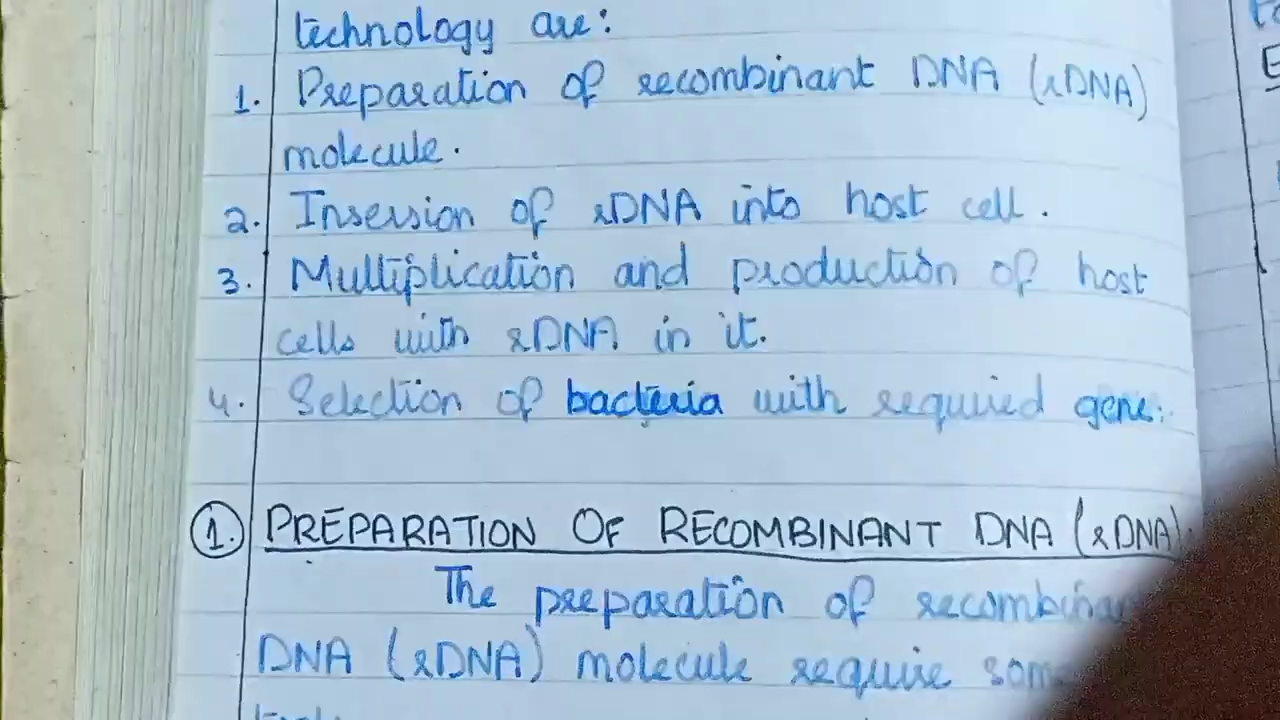 technology are:
1. Preparation of recombinant DNA (rDNA)
molecule.
2. Insersion of rDNA into host cell.
3. Multiplication and production of host
cells with rDNA in it.
4. Selection of bacteria with required gene.
1. PREPARATION OF RECOMBINANT DNA (rDNA).
The preparation of
DNA (rDNA) molecule require